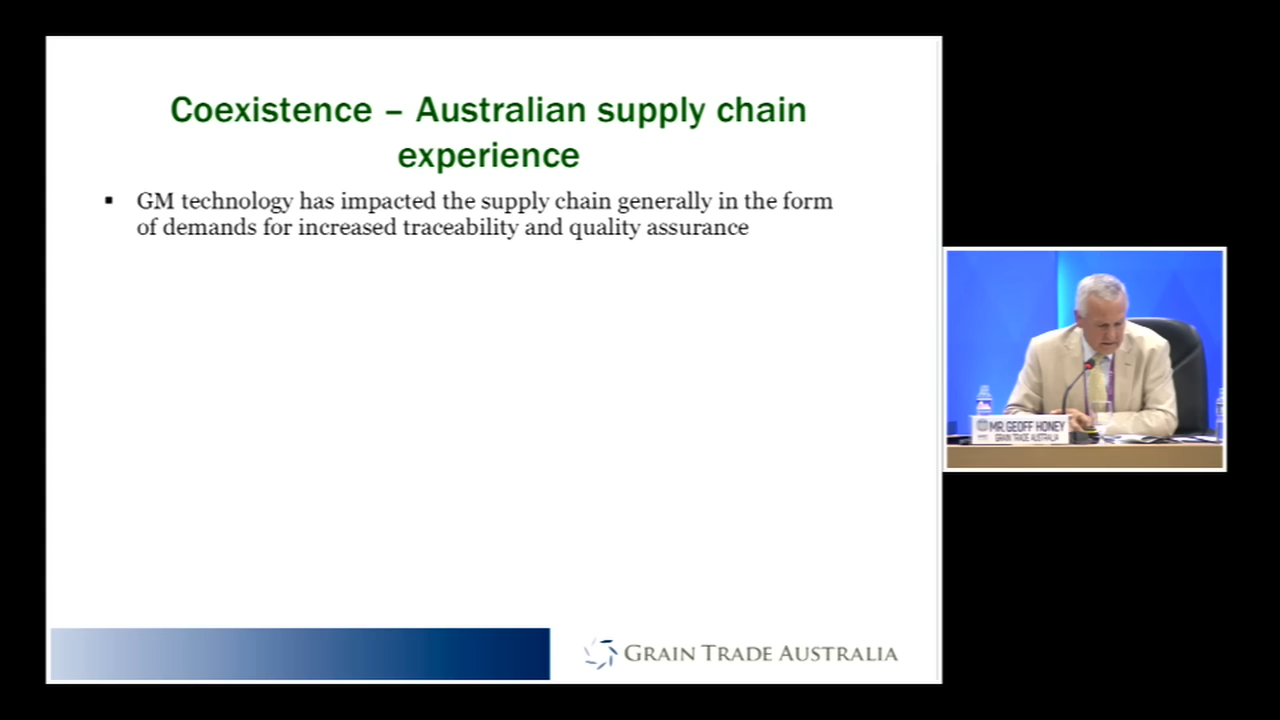 Coexistence – Australian supply chain
experience
▪ GM technology has impacted the supply chain generally in the form
of demands for increased traceability and quality assurance
GRAIN TRADE AUSTRALIA
MR. GEOFF HONEY
GRAIN TRADE AUSTRALIA